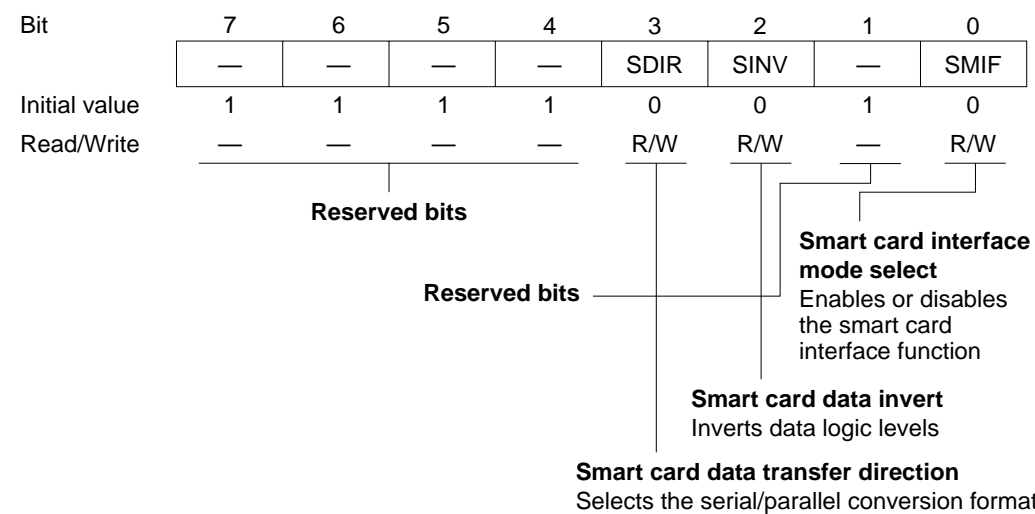 Bit 7 6 5 4 3 2 1 0
— — — — SDIR SINV — SMIF
Initial value 1 1 1 1 0 0 1 0
Read/Write — — — — R/W R/W — R/W
Reserved bits
Smart card interface
mode select
Enables or disables
the smart card
interface function
Reserved bits
Smart card data invert
Inverts data logic levels
Smart card data transfer direction
Selects the serial/parallel conversion format